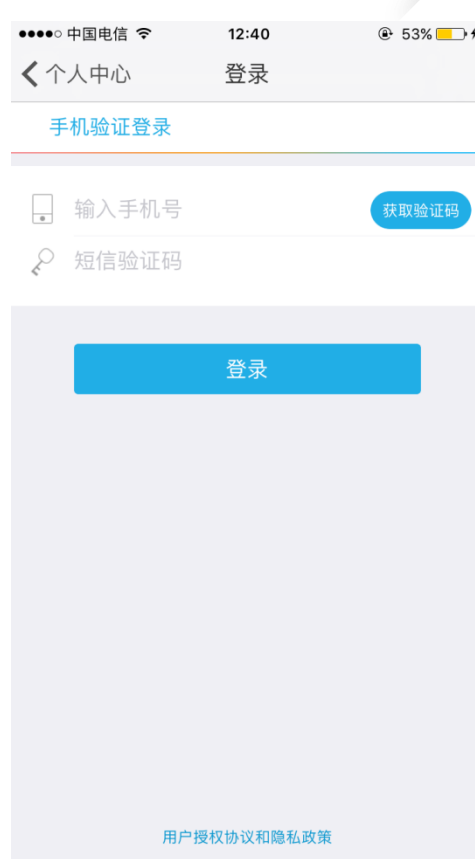 中国电信 12:40 53%
个人中心 登录
手机验证登录
输入手机号 获取验证码
短信验证码
登录
用户授权协议和隐私政策